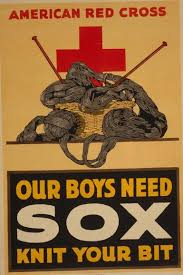 AMERICAN RED CROSS
OUR BOYS NEED
SOX
KNIT YOUR BIT